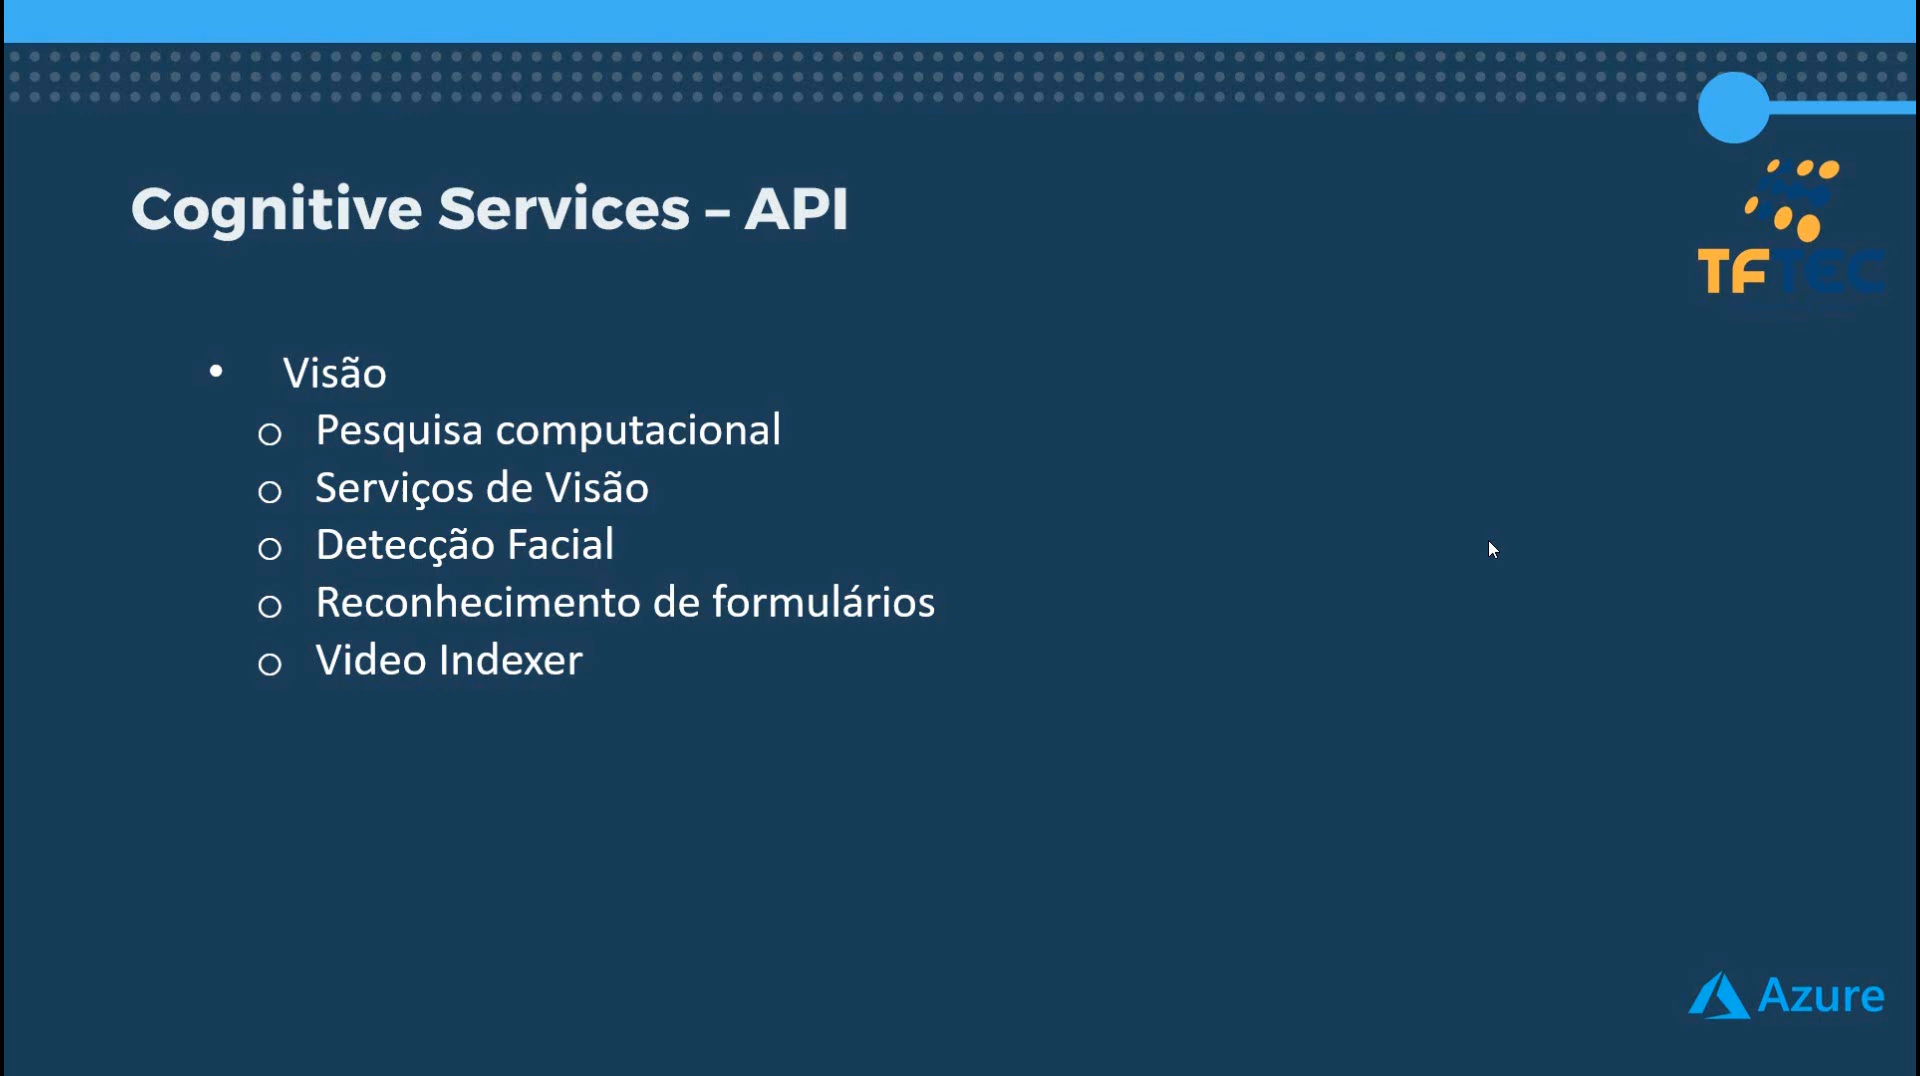 Cognitive Services – API
TFTEC
• Visão
o Pesquisa computacional
o Serviços de Visão
o Detecção Facial
o Reconhecimento de formulários
o Video Indexer
Azure